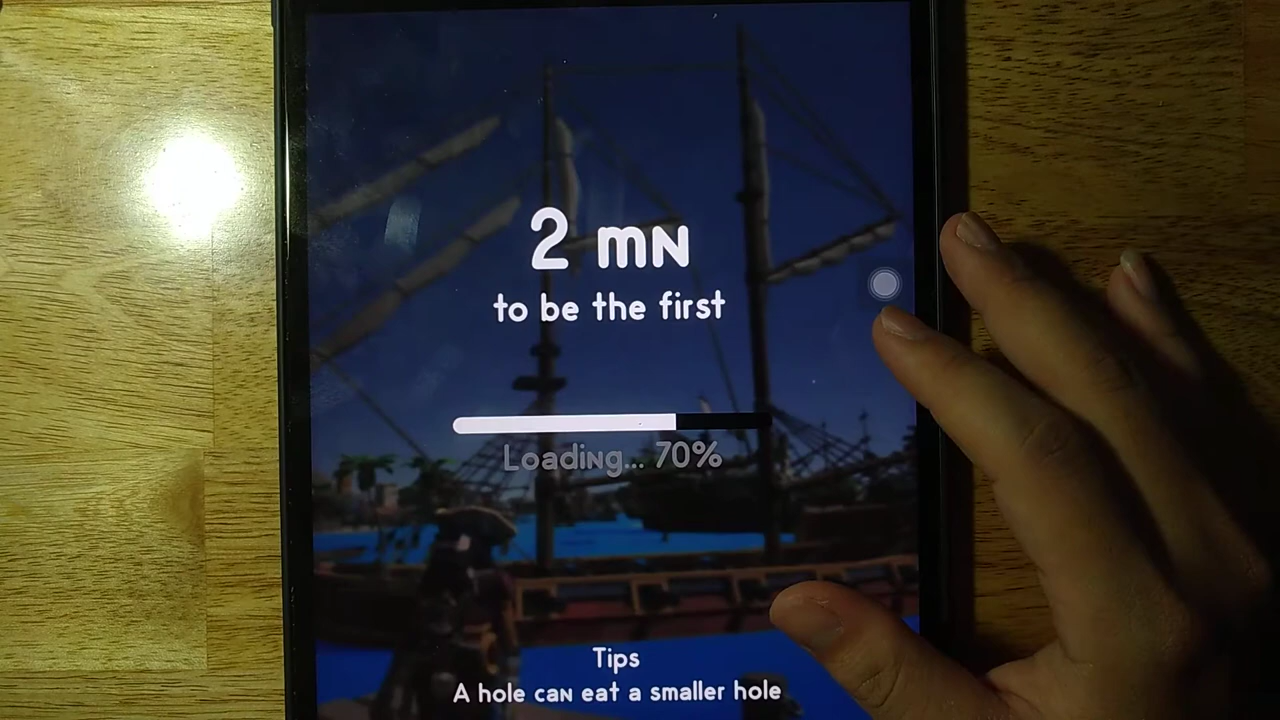 2 mn
to be the first
Loading... 70%
Tips
A hole can eat a smaller hole